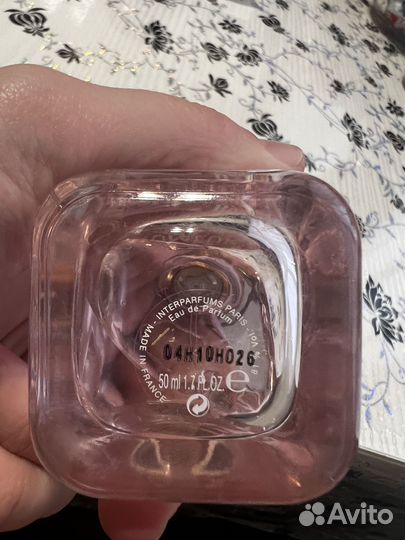 MADE IN FRANCE - INTERPARFUMS PARIS -
Eau de Parfum
04H10H026
50 ml 1.7 FL.OZ. e
Avito